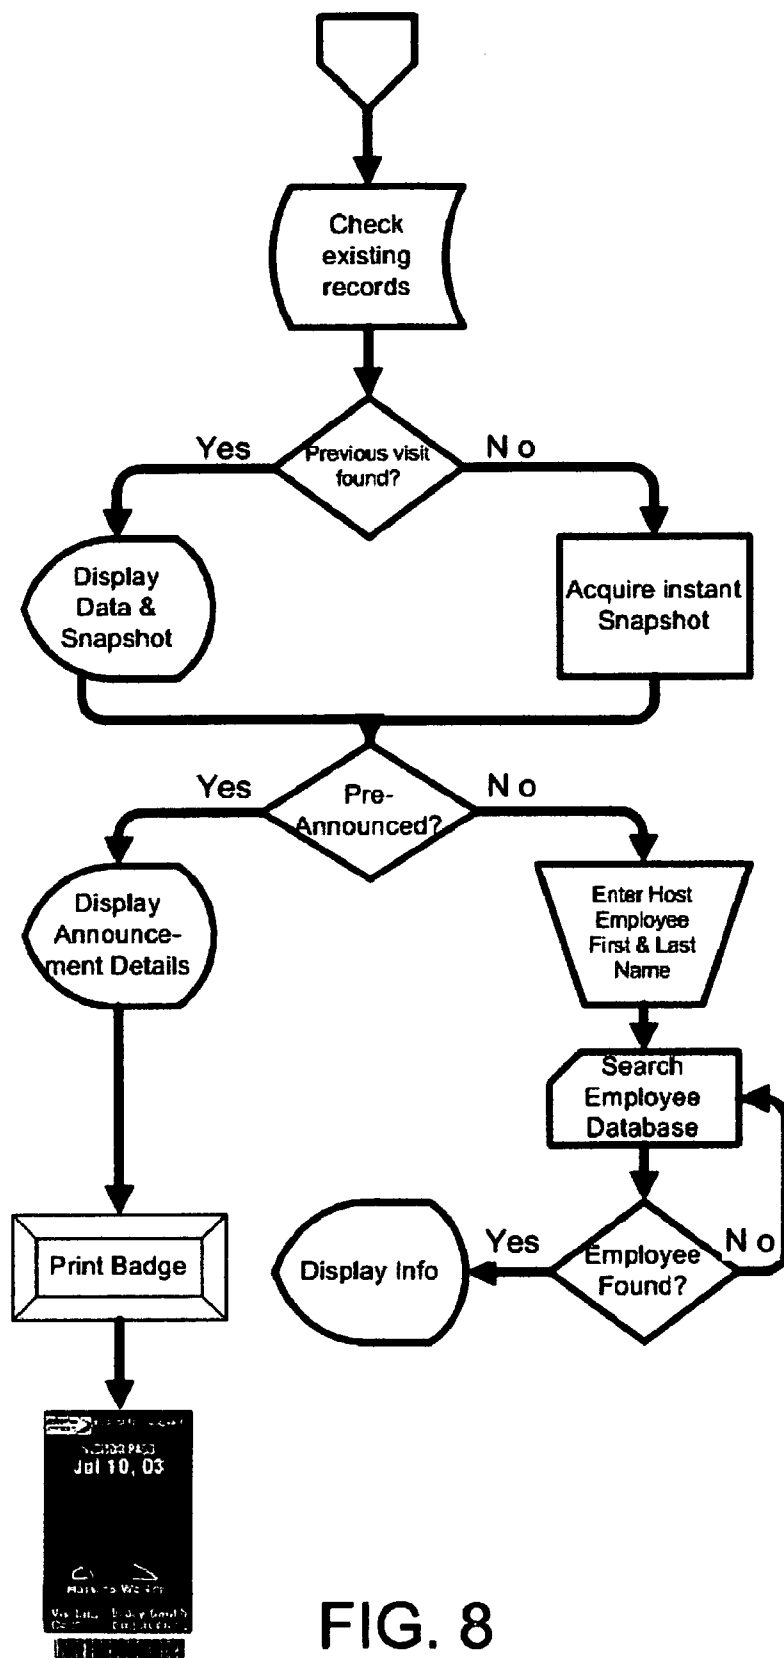 Check
existing
records
Previous visit
found?
Yes
N o
Display
Data &
Snapshot
Acquire instant
Snapshot
Pre-
Announced?
Yes
N o
Display
Announce-
ment Details
Enter Host
Employee
First & Last
Name
Search
Employee
Database
Print Badge
Display Info
Yes
Employee
Found?
N o
VISITOR PASS
Jul 10, 03
FIG. 8